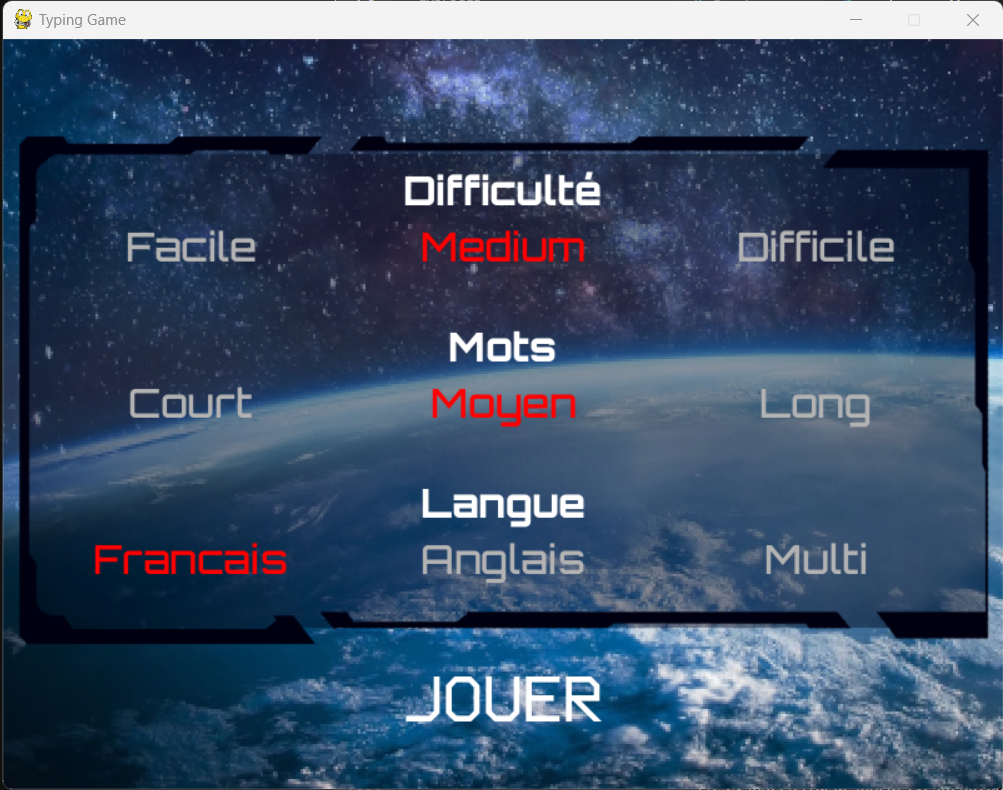 Typing Game
Difficulté
Facile Medium Difficile
Mots
Court Moyen Long
Langue
Francais Anglais Multi
JOUER